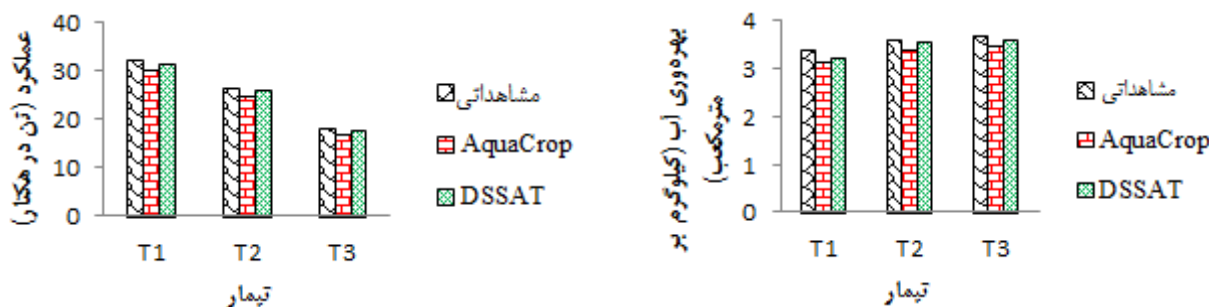 عملکرد (تن در هکتار)
40
30
20
10
0
T1 T2 T3
تیمار
مشاهداتی
AquaCrop
DSSAT
بهره‌وری آب (کیلوگرم بر
مترمکعب)
4
3
2
1
0
T1 T2 T3
تیمار
مشاهداتی
AquaCrop
DSSAT